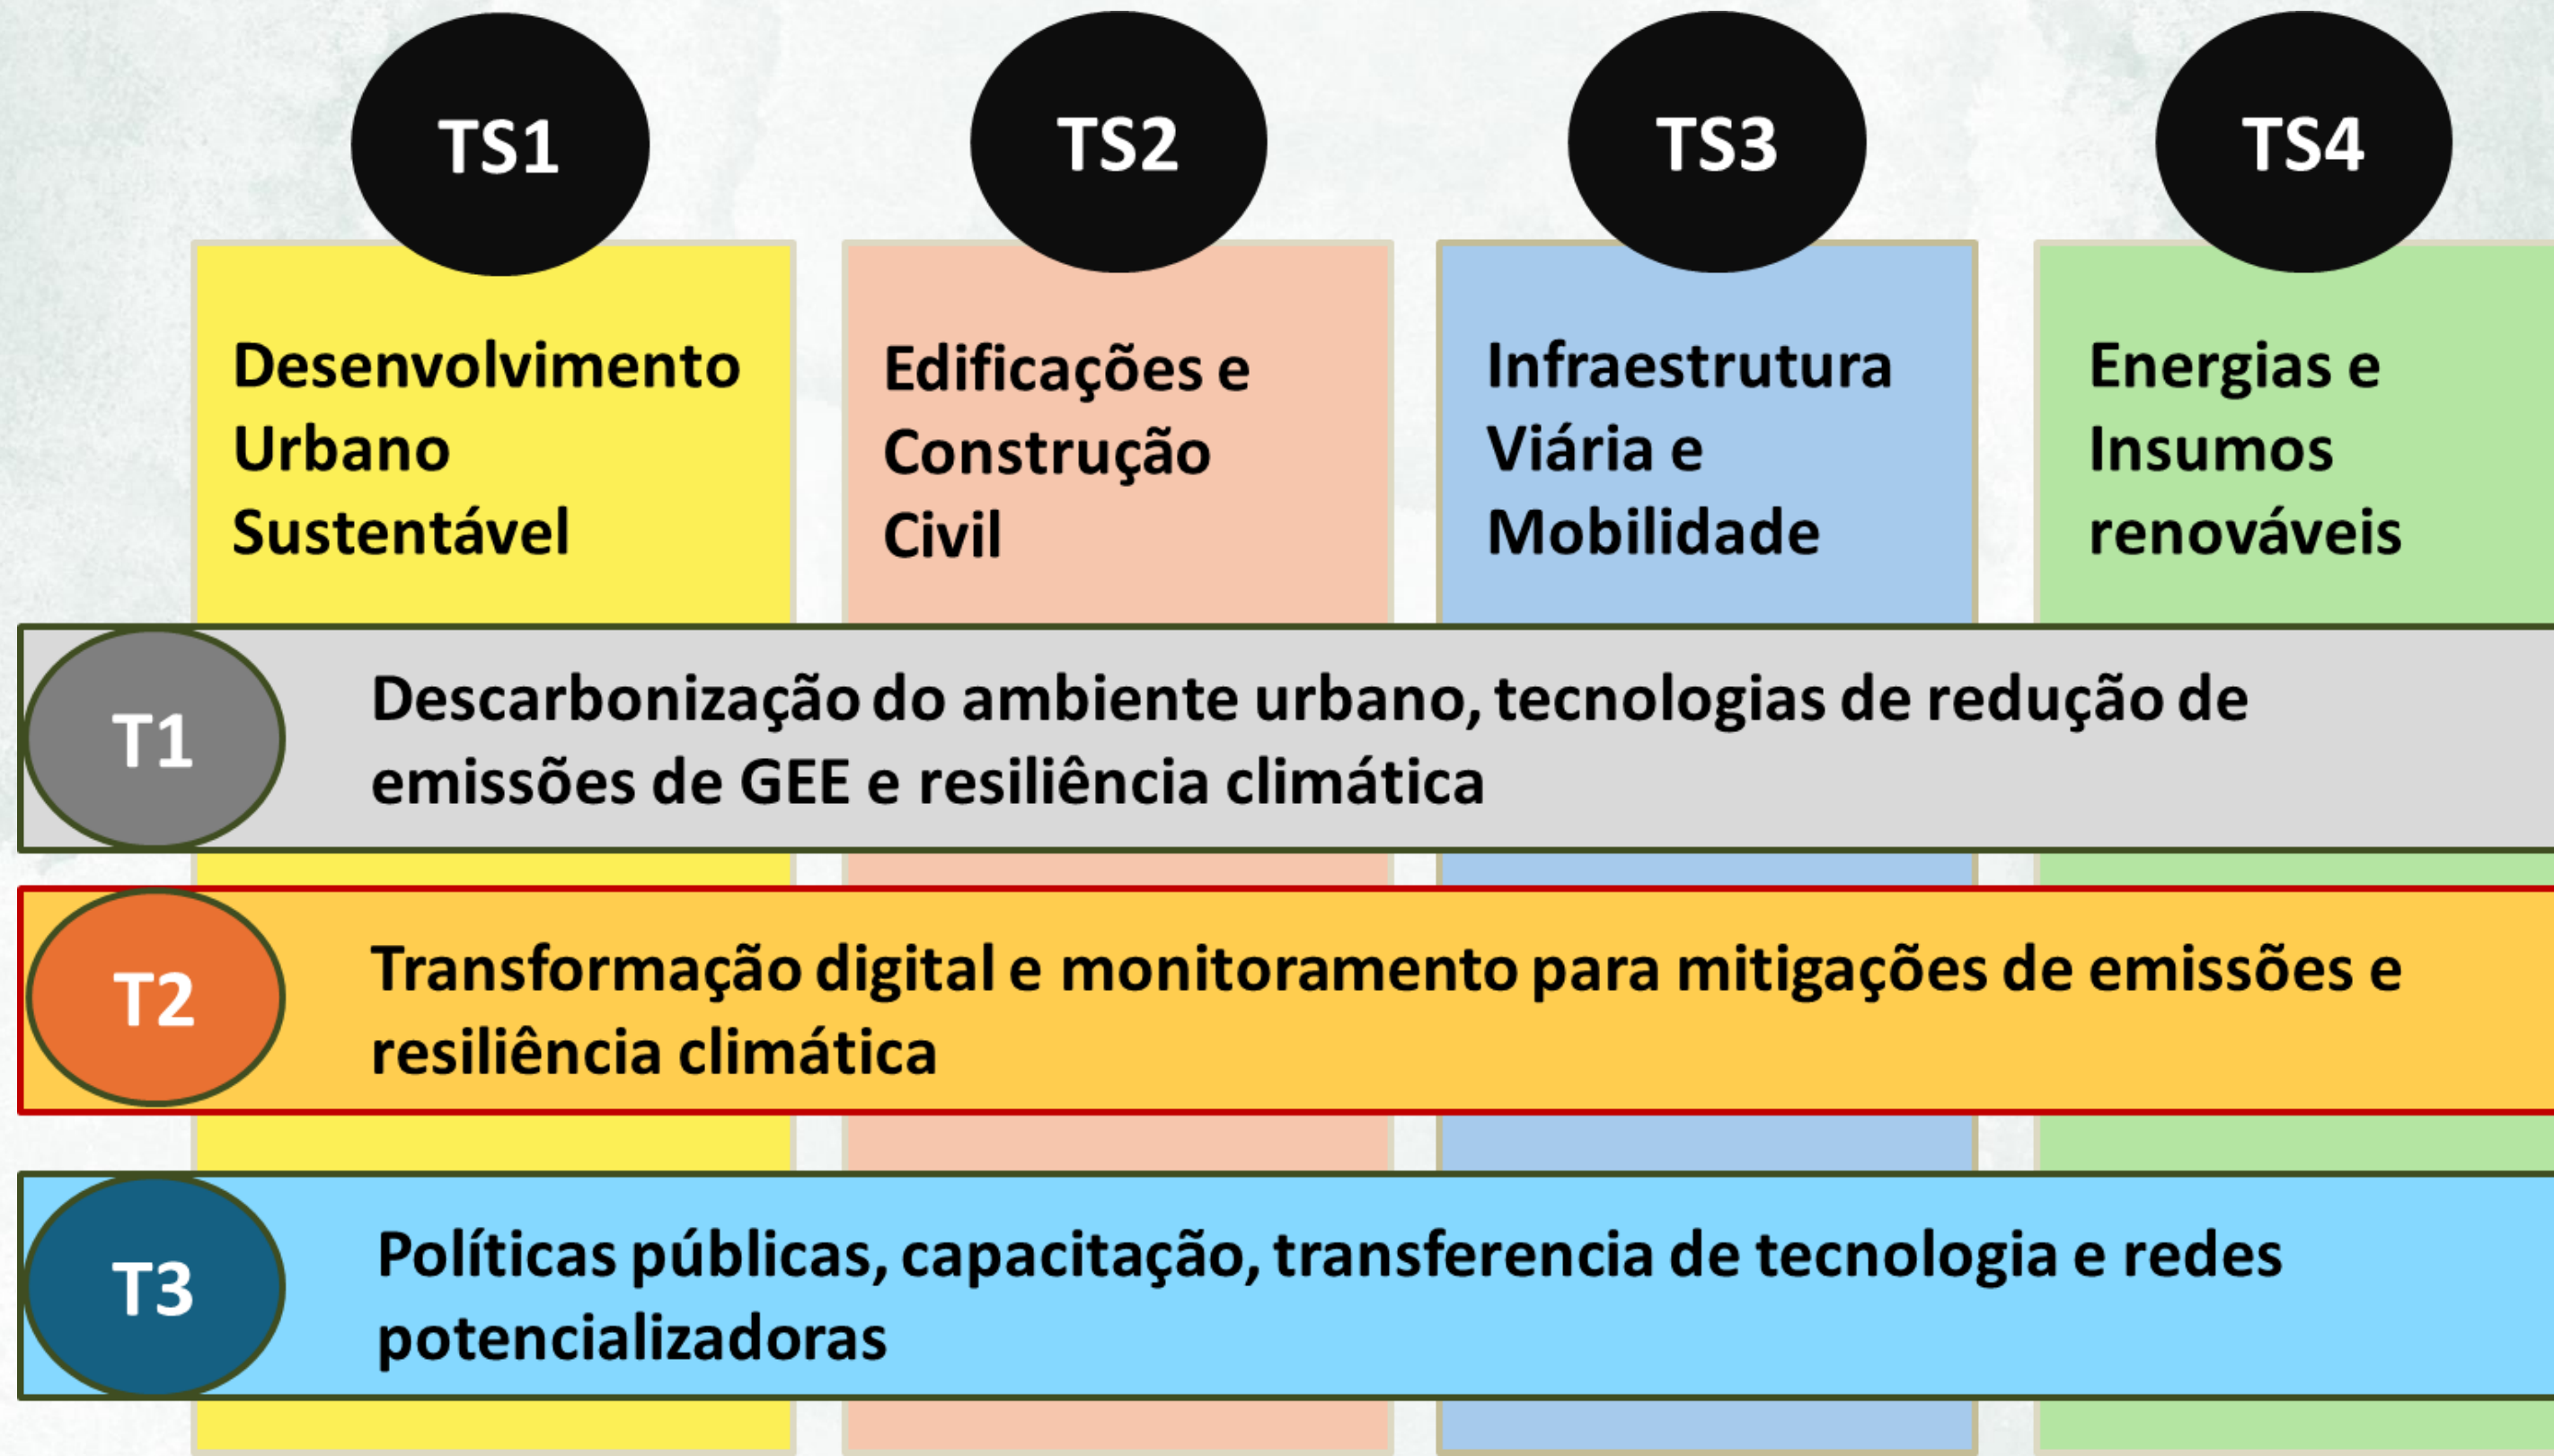 TS1
TS2
TS3
TS4
Desenvolvimento
Urbano
Sustentável
Edificações e
Construção
Civil
Infraestrutura
Viária e
Mobilidade
Energias e
Insumos
renováveis
T1
Descarbonização do ambiente urbano, tecnologias de redução de
emissões de GEE e resiliência climática
T2
Transformação digital e monitoramento para mitigações de emissões e
resiliência climática
T3
Políticas públicas, capacitação, transferencia de tecnologia e redes
potencializadoras